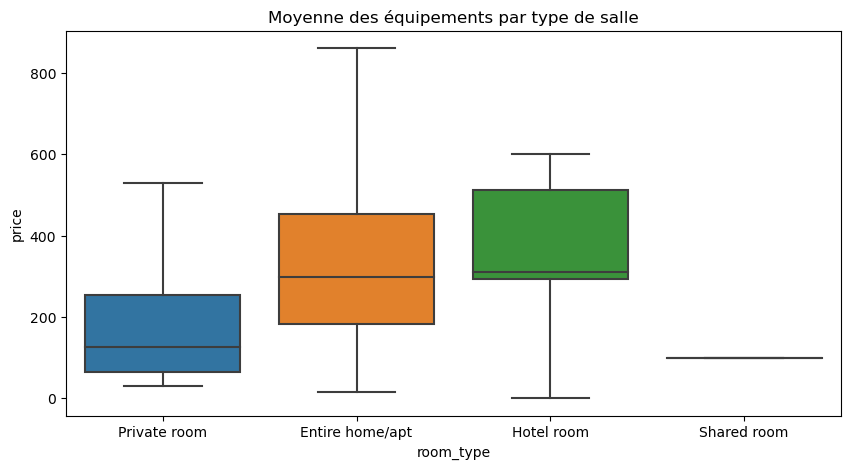 Moyenne des équipements par type de salle
800
600
400
200
0
price
Private room
Entire home/apt
Hotel room
Shared room
room_type